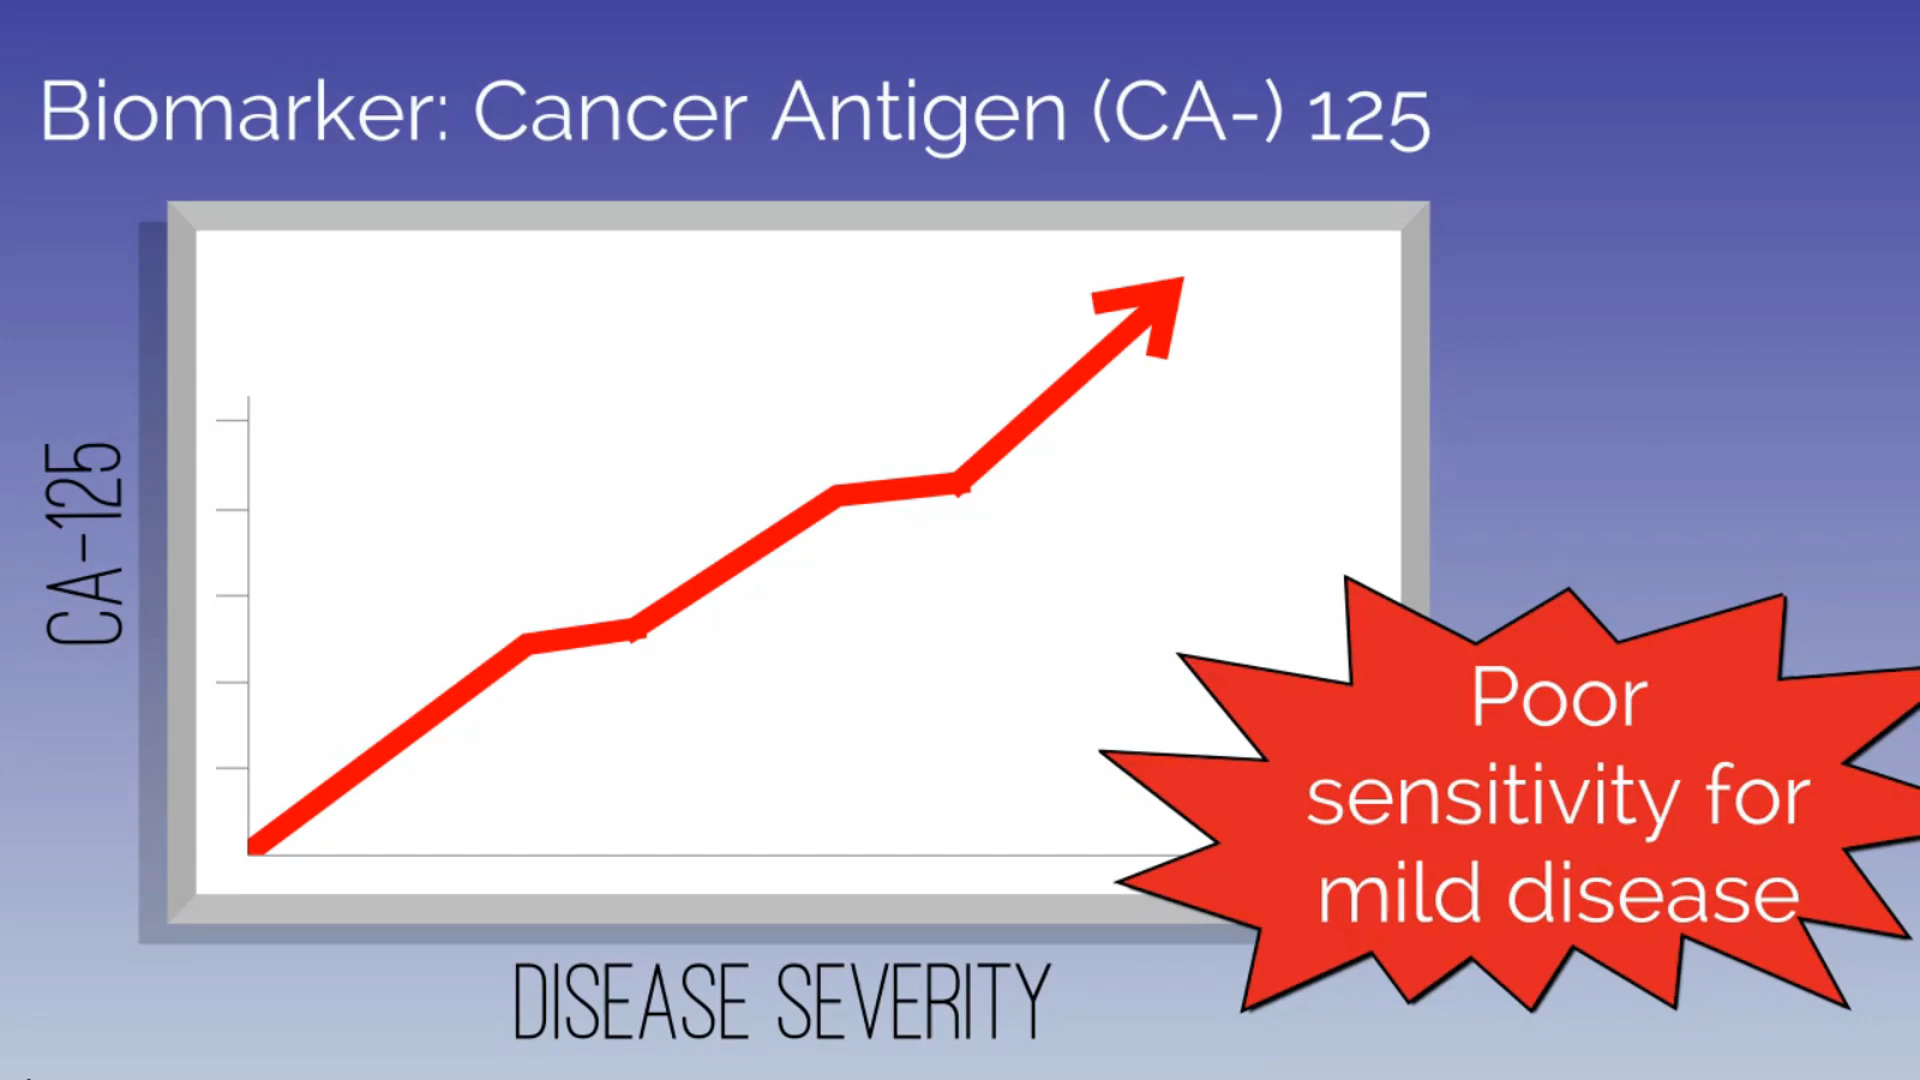 Biomarker: Cancer Antigen (CA-) 125
CA-125
Poor
sensitivity for
mild disease
DISEASE SEVERITY